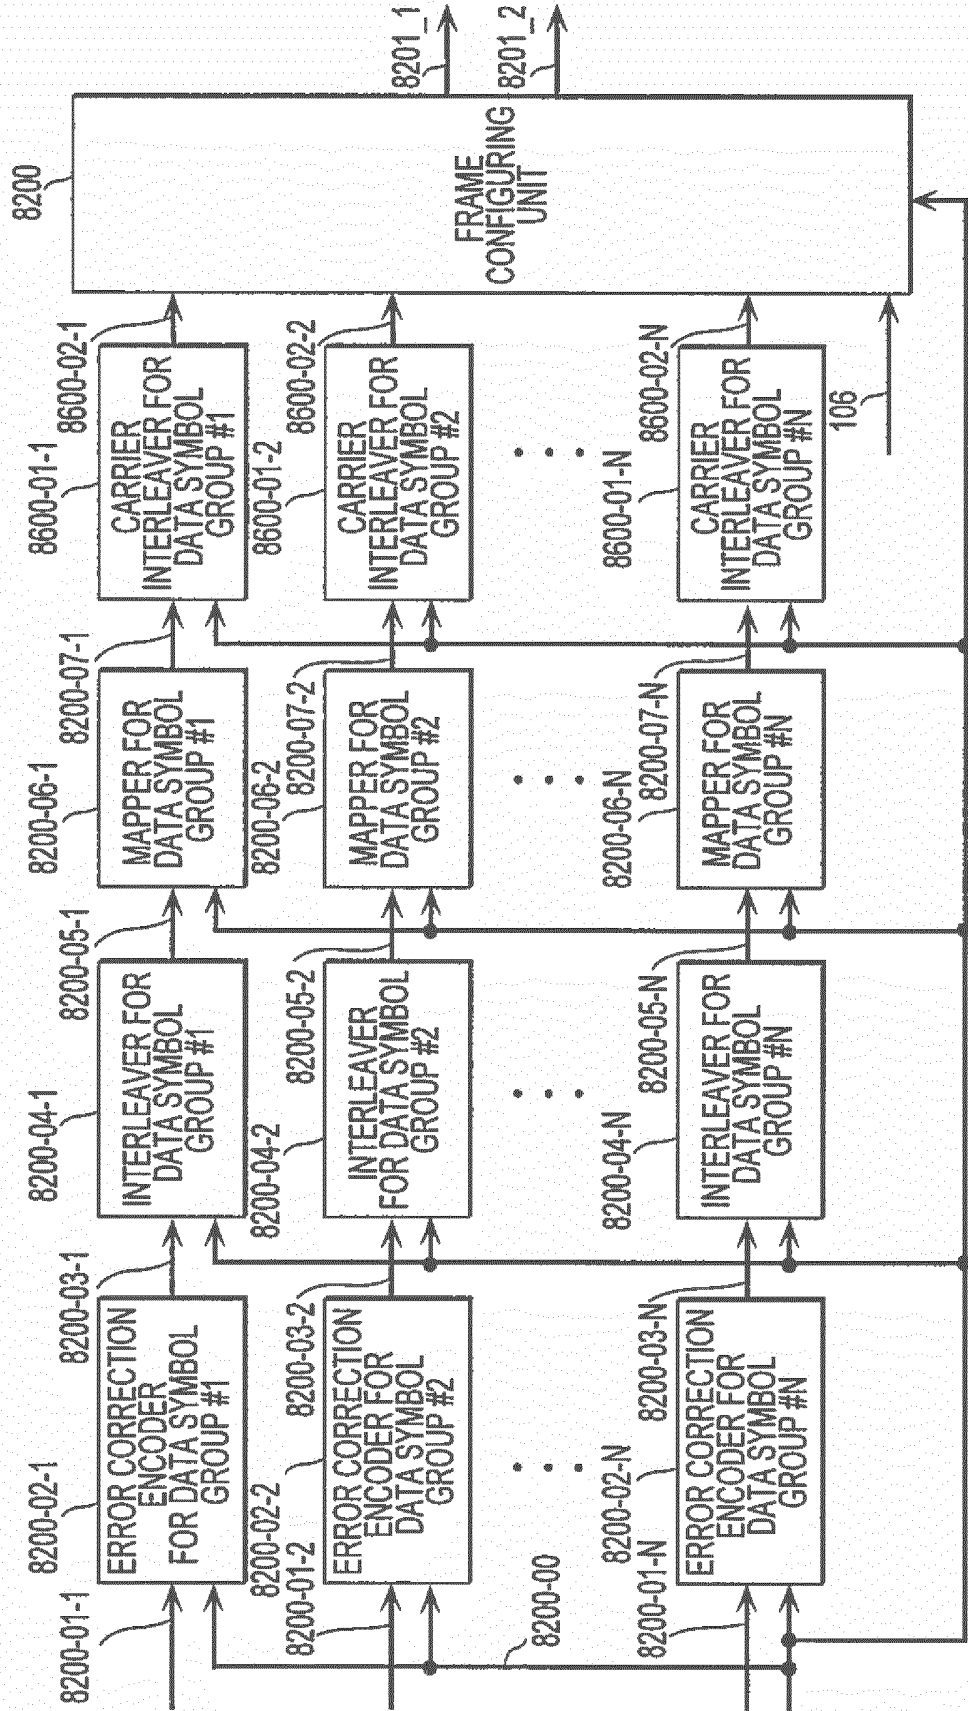 8200-01-1
8200-02-1
ERROR CORRECTION
ENCODER
FOR DATA SYMBOL
GROUP #1
8200-03-1
8200-04-1
INTERLEAVER FOR
DATA SYMBOL
GROUP #1
8200-05-1
8200-06-1
MAPPER FOR
DATA SYMBOL
GROUP #1
8200-07-1
8600-01-1
CARRIER
INTERLEAVER FOR
DATA SYMBOL
GROUP #1
8600-02-1
8200
FRAME
CONFIGURING
UNIT
8201_1
8201_2
8200-01-2
8200-02-2
ERROR CORRECTION
ENCODER FOR
DATA SYMBOL
GROUP #2
8200-03-2
8200-04-2
INTERLEAVER
FOR DATA SYMBOL
GROUP #2
8200-05-2
8200-06-2
MAPPER FOR
DATA SYMBOL
GROUP #2
8200-07-2
8600-01-2
CARRIER
INTERLEAVER FOR
DATA SYMBOL
GROUP #2
8600-02-2
8200-00
8200-01-N
8200-02-N
ERROR CORRECTION
ENCODER FOR
DATA SYMBOL
GROUP #N
8200-03-N
8200-04-N
INTERLEAVER FOR
DATA SYMBOL
GROUP #N
8200-05-N
8200-06-N
MAPPER FOR
DATA SYMBOL
GROUP #N
8200-07-N
8600-01-N
CARRIER
INTERLEAVER FOR
DATA SYMBOL
GROUP #N
8600-02-N
106